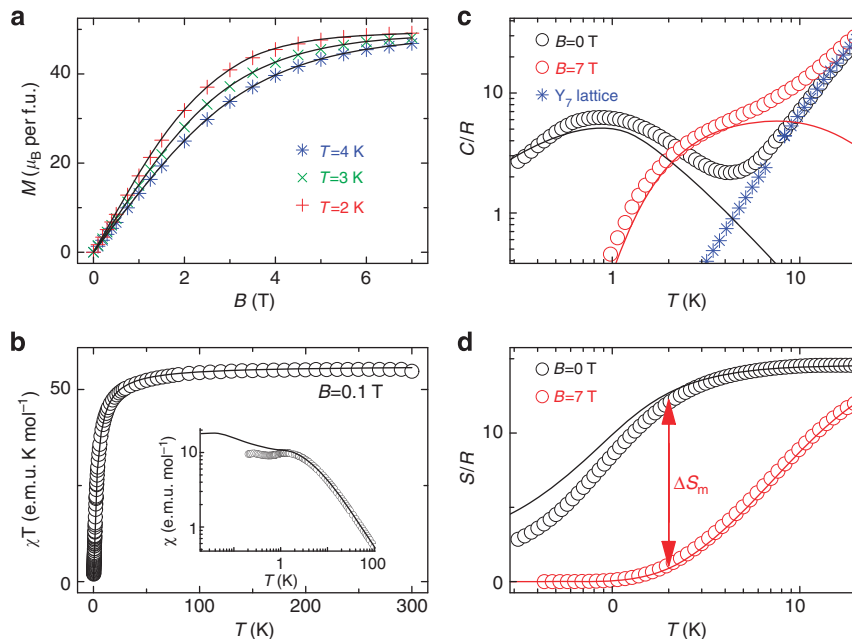 a
M (μB per f.u.)
40
20
0
T=4 K
T=3 K
T=2 K
0 2 4 6
B (T)
b
χT (e.m.u. K mol⁻¹)
50
0
B=0.1 T
χ (e.m.u. mol⁻¹)
10
1
1 100
T (K)
0 100 200 300
T (K)
c
C/R
10
1
B=0 T
B=7 T
Y₇ lattice
1 10
T (K)
d
S/R
10
0
B=0 T
B=7 T
ΔSₘ
0 10
T (K)